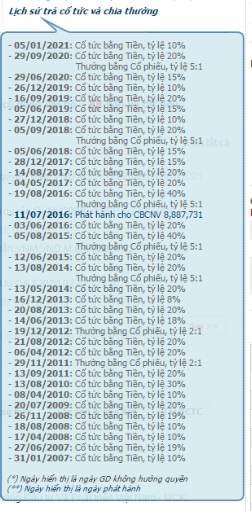 Lịch sử trả cổ tức và chia thưởng
- 05/01/2021: Cổ tức bằng Tiền, tỷ lệ 10%
- 29/09/2020: Cổ tức bằng Tiền, tỷ lệ 20%
Thưởng bằng Cổ phiếu, tỷ lệ 5:1
- 29/06/2020: Cổ tức bằng Tiền, tỷ lệ 15%
- 26/12/2019: Cổ tức bằng Tiền, tỷ lệ 10%
- 16/09/2019: Cổ tức bằng Tiền, tỷ lệ 20%
- 05/06/2019: Cổ tức bằng Tiền, tỷ lệ 15%
- 27/12/2018: Cổ tức bằng Tiền, tỷ lệ 10%
- 05/09/2018: Cổ tức bằng Tiền, tỷ lệ 20%
Thưởng bằng Cổ phiếu, tỷ lệ 5:1
- 05/06/2018: Cổ tức bằng Tiền, tỷ lệ 15%
- 28/12/2017: Cổ tức bằng Tiền, tỷ lệ 15%
- 14/08/2017: Cổ tức bằng Tiền, tỷ lệ 20%
- 04/05/2017: Cổ tức bằng Tiền, tỷ lệ 20%
- 19/08/2016: Cổ tức bằng Tiền, tỷ lệ 40%
Thưởng bằng Cổ phiếu, tỷ lệ 5:1
- 11/07/2016: Phát hành cho CBCNV 8,887,731
- 03/06/2016: Cổ tức bằng Tiền, tỷ lệ 20%
- 05/08/2015: Cổ tức bằng Tiền, tỷ lệ 40%
Thưởng bằng Cổ phiếu, tỷ lệ 5:1
- 12/06/2015: Cổ tức bằng Tiền, tỷ lệ 20%
- 13/08/2014: Cổ tức bằng Tiền, tỷ lệ 20%
Thưởng bằng Cổ phiếu, tỷ lệ 5:1
- 13/05/2014: Cổ tức bằng Tiền, tỷ lệ 20%
- 16/12/2013: Cổ tức bằng Tiền, tỷ lệ 8%
- 20/08/2013: Cổ tức bằng Tiền, tỷ lệ 20%
- 14/06/2013: Cổ tức bằng Tiền, tỷ lệ 18%
- 19/12/2012: Thưởng bằng Cổ phiếu, tỷ lệ 2:1
- 21/08/2012: Cổ tức bằng Tiền, tỷ lệ 20%
- 06/04/2012: Cổ tức bằng Tiền, tỷ lệ 20%
- 29/11/2011: Thưởng bằng Cổ phiếu, tỷ lệ 2:1
- 13/09/2011: Cổ tức bằng Tiền, tỷ lệ 20%
- 13/08/2010: Cổ tức bằng Tiền, tỷ lệ 30%
- 08/04/2010: Cổ tức bằng Tiền, tỷ lệ 10%
- 20/07/2009: Cổ tức bằng Tiền, tỷ lệ 20%
- 26/11/2008: Cổ tức bằng Tiền, tỷ lệ 19%
- 18/08/2008: Cổ tức bằng Tiền, tỷ lệ 10%
- 17/04/2008: Cổ tức bằng Tiền, tỷ lệ 10%
- 27/06/2007: Cổ tức bằng Tiền, tỷ lệ 19%
- 31/01/2007: Cổ tức bằng Tiền, tỷ lệ 10%
(*) Ngày hiển thị là ngày GD không hưởng quyền
(**) Ngày hiển thị là ngày phát hành